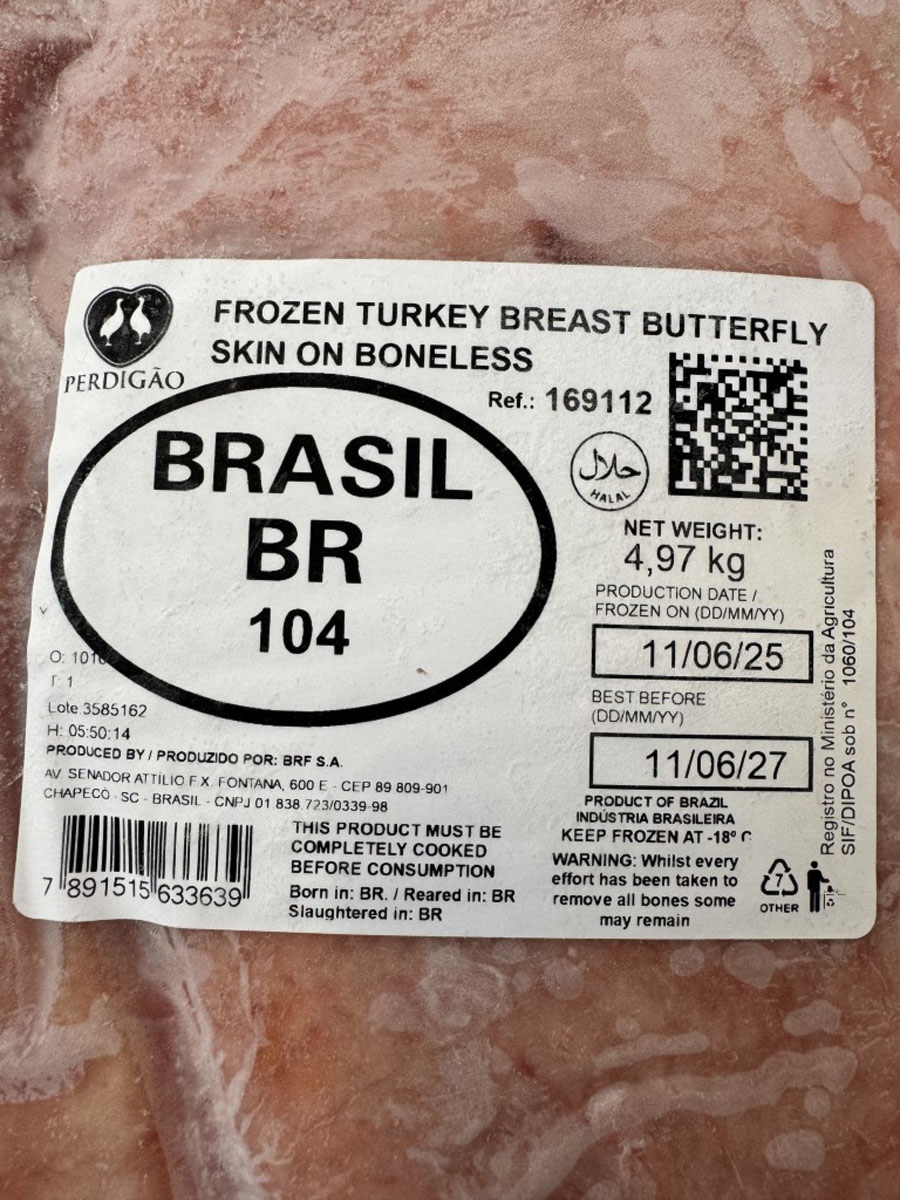 PERDIGÃO
FROZEN TURKEY BREAST BUTTERFLY
SKIN ON BONELESS
Ref.: 169112
BRASIL
BR
104
حلال
HALAL
NET WEIGHT:
4,97 kg
PRODUCTION DATE /
FROZEN ON (DD/MM/YY)
11/06/25
BEST BEFORE
(DD/MM/YY)
11/06/27
PRODUCT OF BRAZIL
INDÚSTRIA BRASILEIRA
KEEP FROZEN AT -18º C
WARNING: Whilst every
effort has been taken to
remove all bones some
may remain
7
OTHER
Registro no Ministério da Agricultura
SIF/DIPOA sob nº 1060/104
T: 1
Lote:3585162
H: 05:50:14
PRODUCED BY / PRODUZIDO POR: BRF S.A.
AV. SENADOR ATTÍLIO F.X. FONTANA, 600 E - CEP 89.809-901
CHAPECÓ - SC - BRASIL - CNPJ 01.838.723/0339-98
7 891515 633639
THIS PRODUCT MUST BE
COMPLETELY COOKED
BEFORE CONSUMPTION
Born in: BR. / Reared in: BR
Slaughtered in: BR